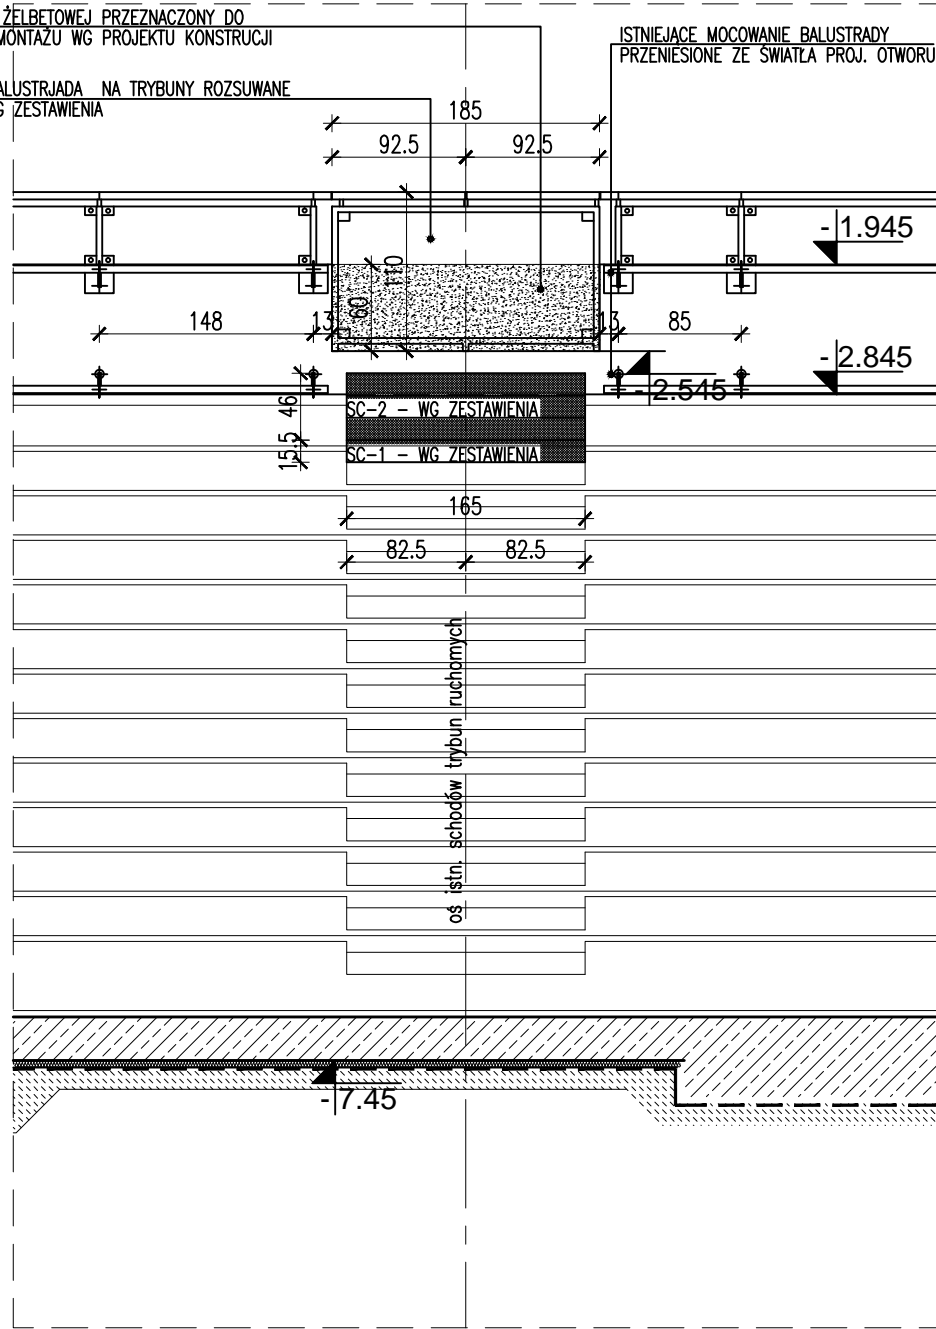 ŻELBETOWEJ PRZEZNACZONY DO
MONTAŻU WG PROJEKTU KONSTRUCJI
ISTNIEJĄCE MOCOWANIE BALUSTRADY
PRZENIESIONE ZE ŚWIATŁA PROJ. OTWORU
ALUSTRJADA NA TRYBUNY ROZSUWANE
G ZESTAWIENIA
185
92.5 92.5
-1.945
110
60
148 13 13 85
-2.845
-2.545
46
15.5
SC-2 - WG ZESTAWIENIA
SC-1 - WG ZESTAWIENIA
165
82.5 82.5
oś istn. schodów trybun ruchomych
-7.45